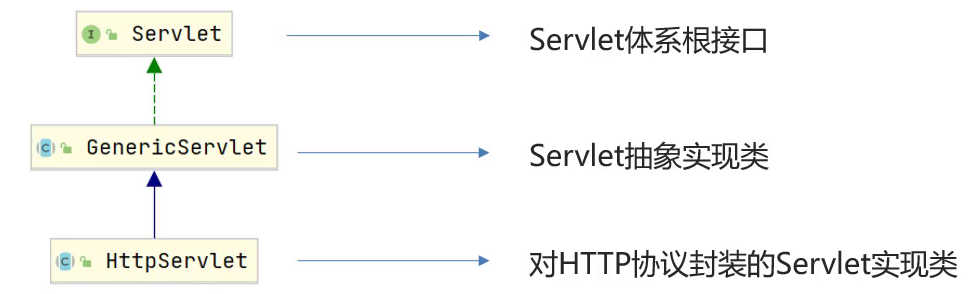 Servlet
Servlet体系根接口
GenericServlet
Servlet抽象实现类
HttpServlet
对HTTP协议封装的Servlet实现类